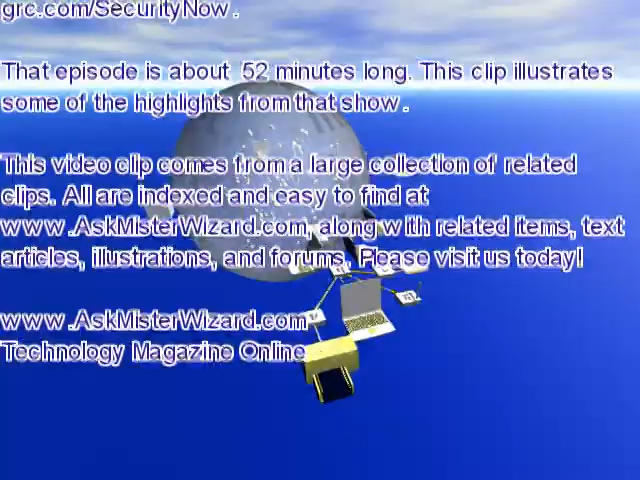 grc.com/SecurityNow.
That episode is about 52 minutes long. This clip illustrates
some of the highlights from that show.
This video clip comes from a large collection of related
clips. All are indexed and easy to find at
www.AskMisterWizard.com, along with related items, text
articles, illustrations, and forums. Please visit us today!
www.AskMisterWizard.com
Technology Magazine Online